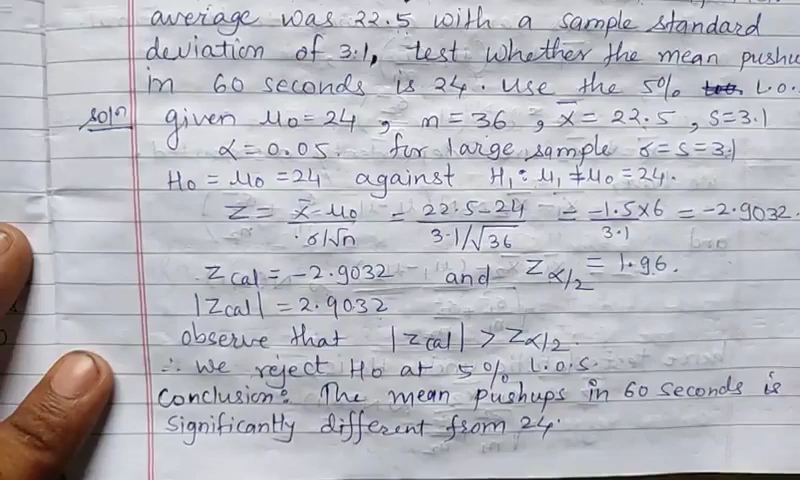 average was 22.5 with a sample standard
deviation of 3.1, test whether the mean pushu
in 60 seconds is 24. Use the 5% L.O.
soln given μ0 = 24 , n = 36 , x̄ = 22.5 , s = 3.1
α = 0.05. for large sample σ = s = 3.1
H0 = μ0 = 24 against H1 : μ1 ≠ μ0 = 24.
Z = x̄-μ0 / σ/√n = 22.5-24 / 3.1/√36 = -1.5×6 / 3.1 = -2.9032
Zcal = -2.9032 and Zα/2 = 1.96.
|Zcal| = 2.9032
observe that |Zcal| > Zα/2.
∴ We reject H0 at 5% L.O.S.
Conclusion: The mean pushups in 60 seconds is
significantly different from 24.